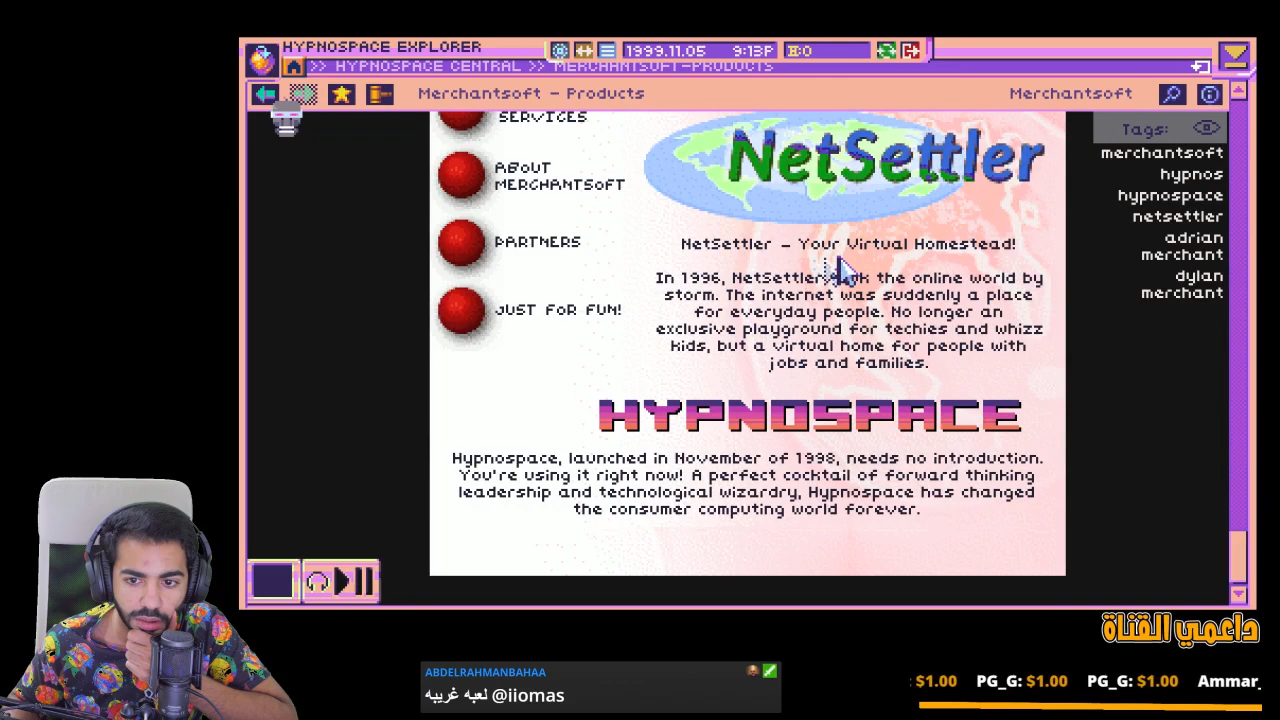 HYPNOSPACE EXPLORER
1999.11.05 9:13P
:0
>> HYPNOSPACE CENTRAL >> MERCHANTSOFT-PRODUCTS
Merchantsoft - Products
Merchantsoft
SERVICES
ABOUT
MERCHANTSOFT
PARTNERS
JUST FOR FUN!
NetSettler
NetSettler - Your Virtual Homestead!
In 1996, NetSettler the online world by
storm. The internet was suddenly a place
for everyday people. No longer an
exclusive playground for techies and whizz
kids, but a virtual home for people with
jobs and families.
HYPNOSPACE
Hypnospace, launched in November of 1998, needs no introduction.
You're using it right now! A perfect cocktail of forward thinking
leadership and technological wizardry, Hypnospace has changed
the consumer computing world forever.
Tags:
merchantsoft
hypnos
hypnospace
netsettler
adrian
merchant
dylan
merchant
داعمي القناة
ABDELRAHMANBAHAA
لعبه غريبه @iiomas
: $1.00 PG_G: $1.00 PG_G: $1.00 Ammar_